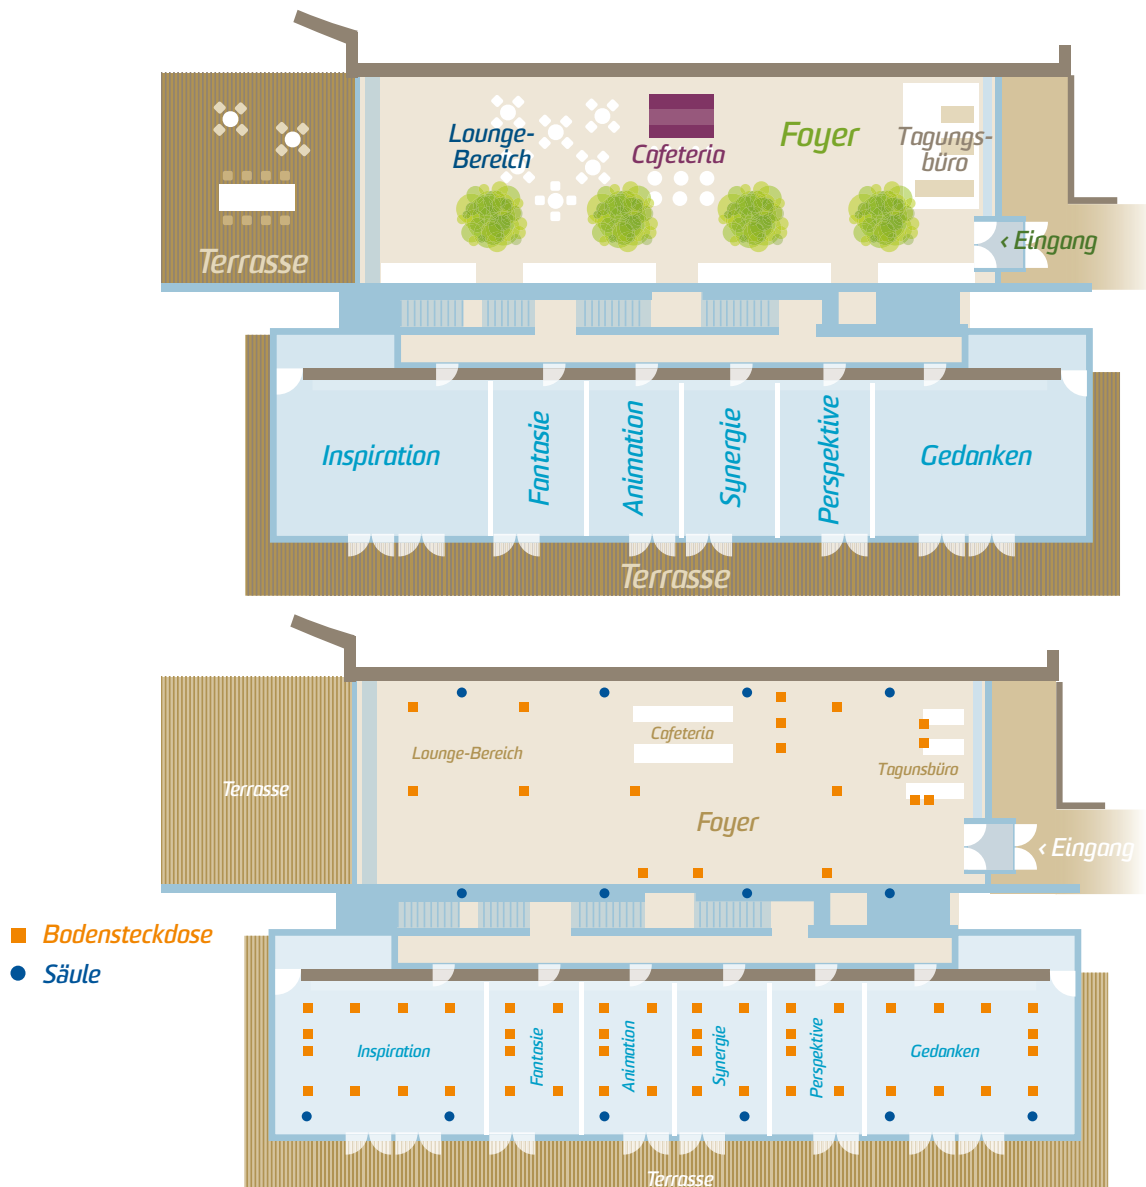 Lounge-
Bereich
Cafeteria
Foyer
Tagungs-
büro
Terrasse
‹ Eingang
Inspiration
Fantasie
Animation
Synergie
Perspektive
Gedanken
Terrasse
Terrasse
Lounge-Bereich
Cafeteria
Tagunsbüro
Foyer
‹ Eingang
Bodensteckdose
Säule
Inspiration
Fantasie
Animation
Synergie
Perspektive
Gedanken
Terrasse